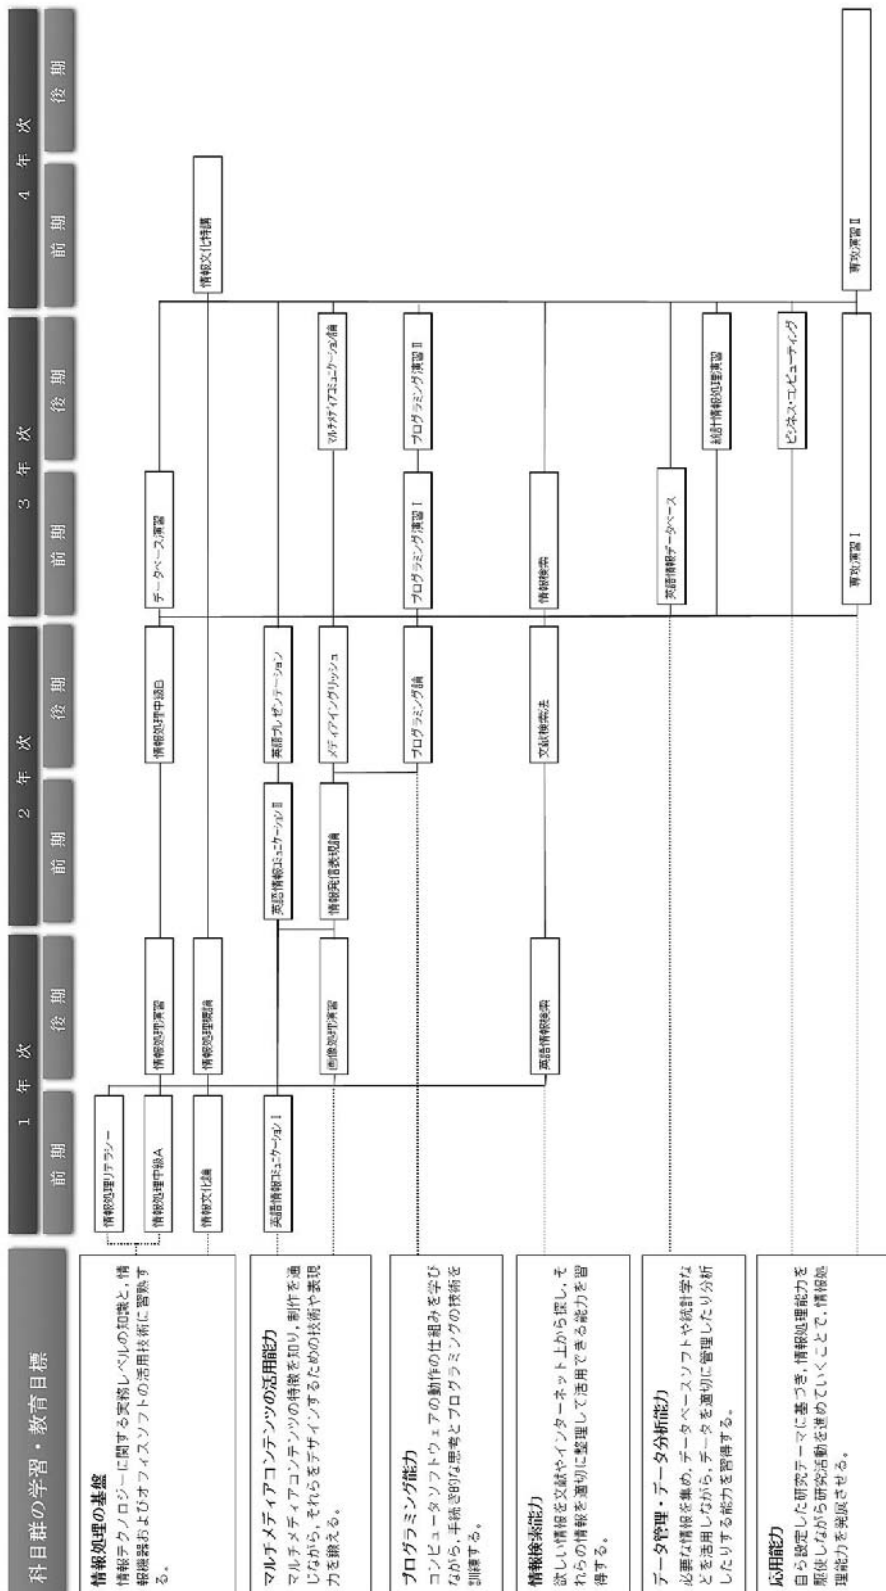 科目群の学習・教育目標
1 年 次
2 年 次
3 年 次
4 年 次
前 期
後 期
前 期
後 期
前 期
後 期
前 期
後 期
情報処理の基盤
情報テクノロジーに関する実務レベルの知識と，情
報機器およびオフィスソフトの活用技術に習熟す
る。
情報処理リテラシー
情報処理中級A
情報処理演習
情報処理中級B
データベース演習
情報文化論
情報処理概論
情報文化特講
マルチメディアコンテンツの活用能力
マルチメディアコンテンツの特徴を知り，制作を通
じながら，それらをデザインするための技術や表現
力を鍛える。
英語情報コミュニケーションⅠ
英語情報コミュニケーションⅡ
英語プレゼンテーション
画像処理演習
情報発信表現論
メディアイングリッシュ
マルチメディアコミュニケーション論
プログラミング能力
コンピュータソフトウェアの動作の仕組みを学び
ながら，手続き的な思考とプログラミングの技術を
訓練する。
プログラミング論
プログラミング演習Ⅰ
プログラミング演習Ⅱ
情報検索能力
欲しい情報を文献やインターネット上から探し，そ
れらの情報を適切に整理して活用できる能力を習
得する。
英語情報検索
文献検索法
情報検索
データ管理・データ分析能力
必要な情報を集め，データベースソフトや統計学な
どを活用しながら，データを適切に管理したり分析
したりする能力を習得する。
英語情報データベース
統計情報処理演習
応用能力
自ら設定した研究テーマに基づき，情報処理能力を
駆使しながら研究活動を進めていくことで，情報処
理能力を発展させる。
ビジネス・コンピューティング
専攻演習Ⅰ
専攻演習Ⅱ